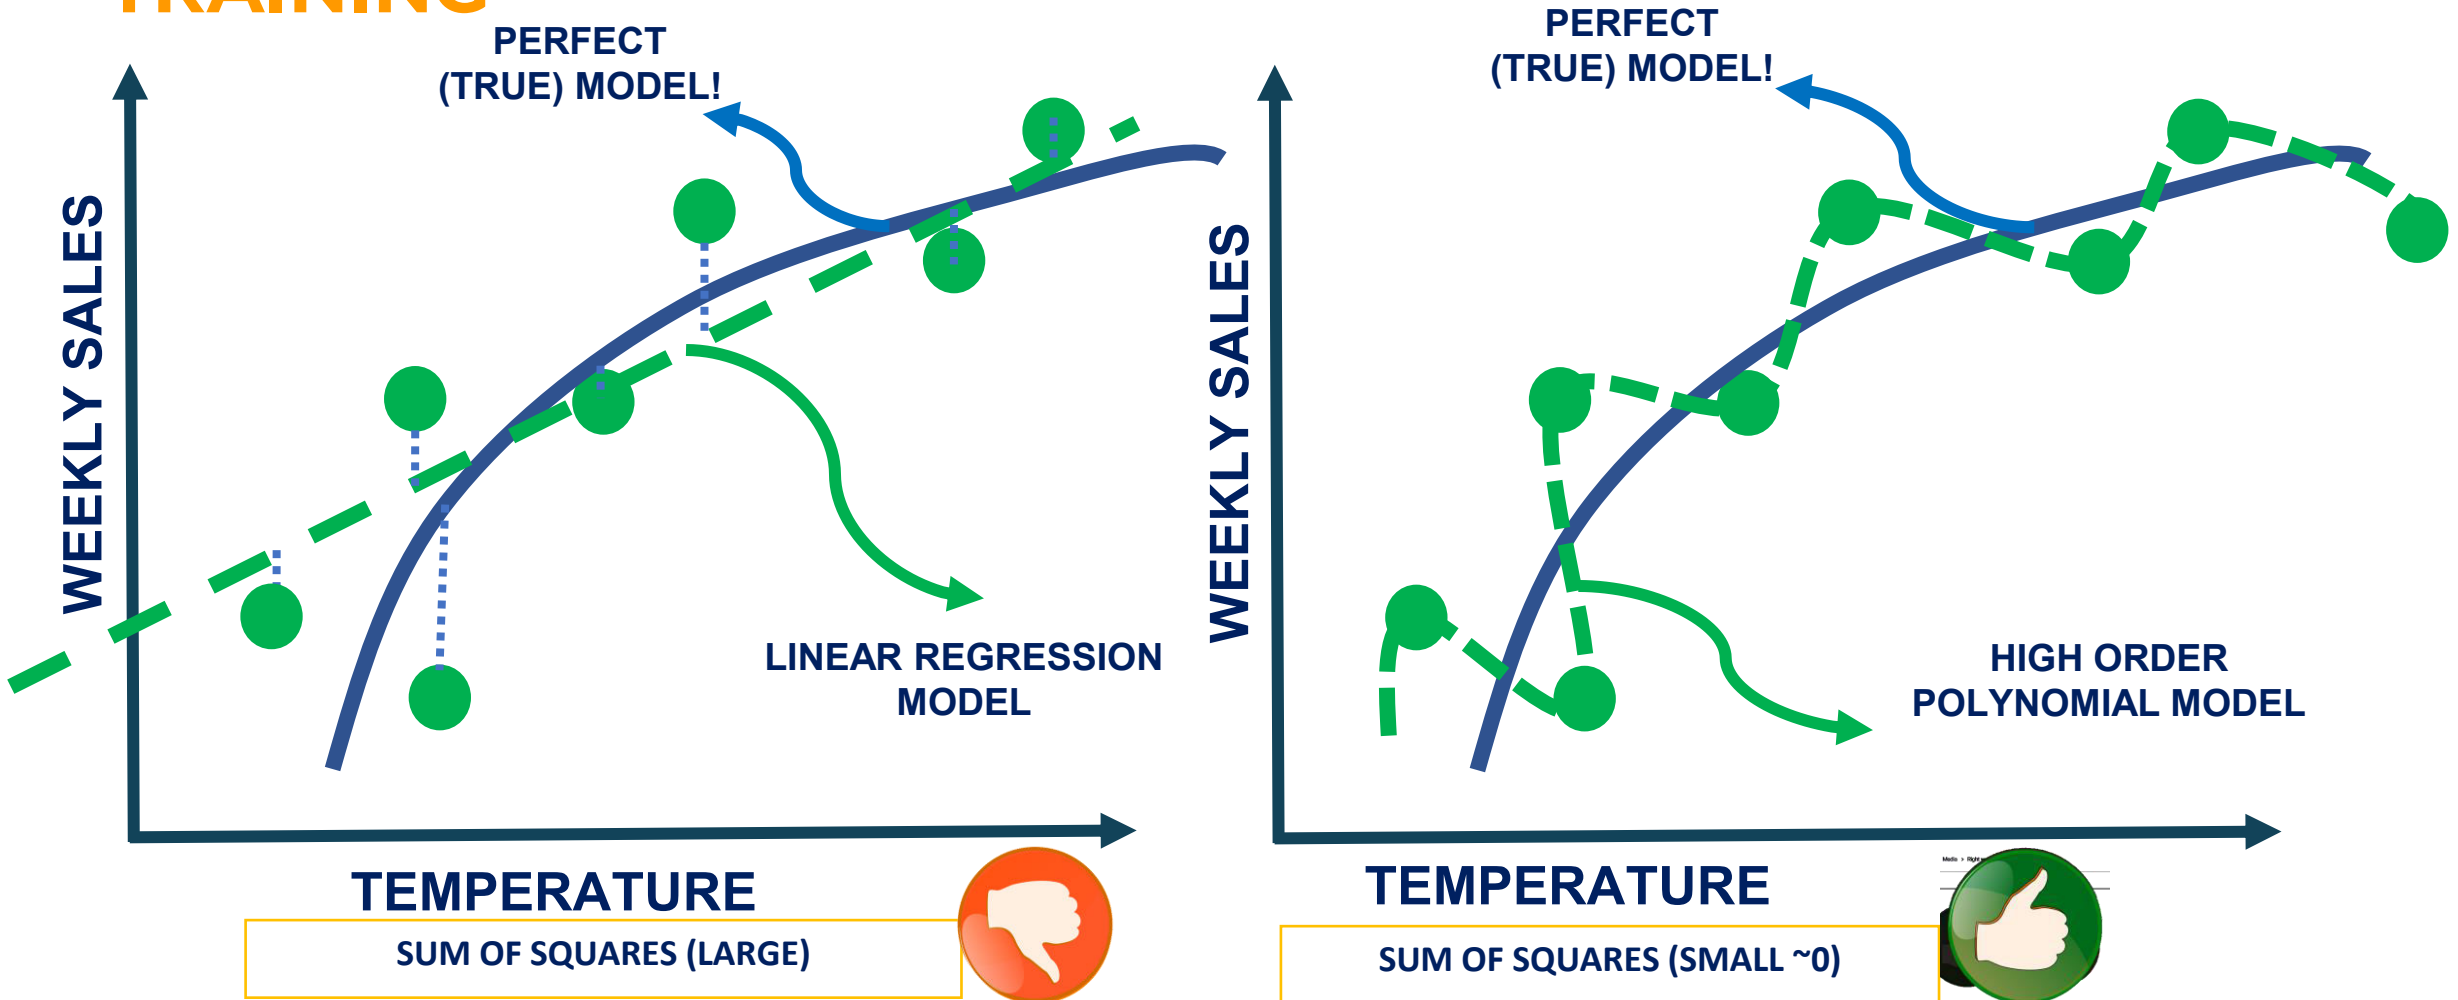 TRAINING
PERFECT
(TRUE) MODEL!
WEEKLY SALES
LINEAR REGRESSION
MODEL
TEMPERATURE
SUM OF SQUARES (LARGE)
PERFECT
(TRUE) MODEL!
WEEKLY SALES
HIGH ORDER
POLYNOMIAL MODEL
TEMPERATURE
SUM OF SQUARES (SMALL ~0)